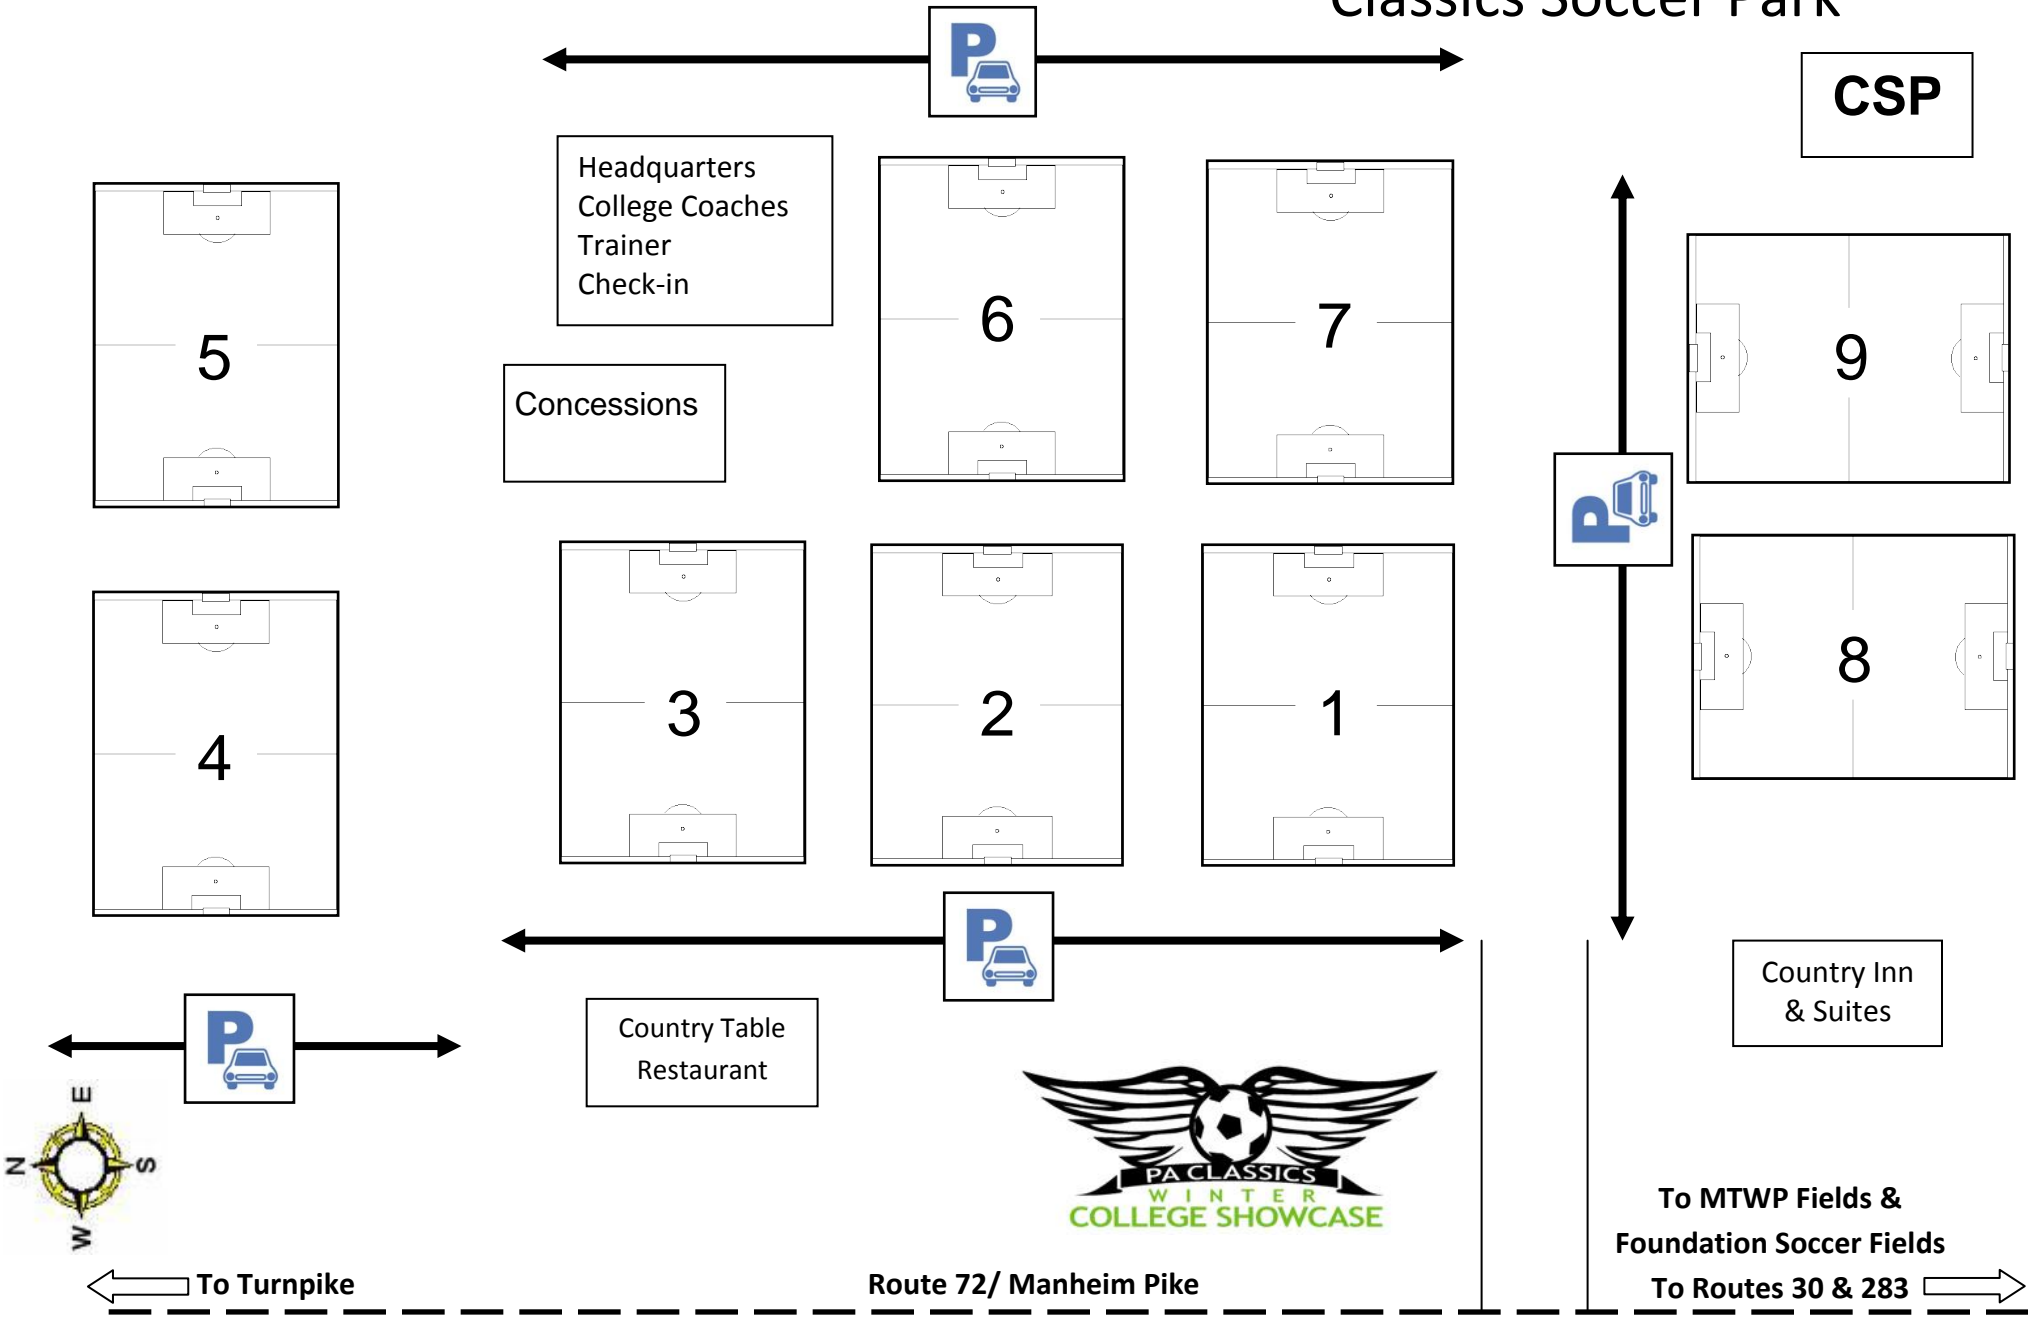 Classics Soccer Park
P
CSP
Headquarters
College Coaches
Trainer
Check-in
5
6
7
9
Concessions
P
4
3
2
1
8
P
P
Country Table
Restaurant
Country Inn
& Suites
E
N
S
W
PA CLASSICS
WINTER
COLLEGE SHOWCASE
To MTWP Fields &
Foundation Soccer Fields
To Turnpike
Route 72/ Manheim Pike
To Routes 30 & 283